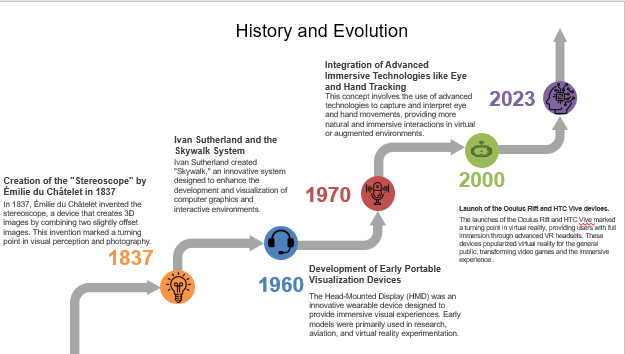 History and Evolution
Integration of Advanced
Immersive Technologies like Eye
and Hand Tracking
This concept involves the use of advanced
technologies to capture and interpret eye
and hand movements, providing more
natural and immersive interactions in virtual
or augmented environments.
2023
Ivan Sutherland and the
Skywalk System
Ivan Sutherland created
"Skywalk," an innovative system
designed to enhance the
development and visualization of
computer graphics and
interactive environments.
2000
Creation of the "Stereoscope" by
Émilie du Châtelet in 1837
In 1837, Émilie du Châtelet invented the
stereoscope, a device that creates 3D
images by combining two slightly offset
images. This invention marked a turning
point in visual perception and photography.
1970
Launch of the Oculus Rift and HTC Vive devices.
The launches of the Oculus Rift and HTC Vive marked
a turning point in virtual reality, providing users with full
immersion through advanced VR headsets. These
devices popularized virtual reality for the general
public, transforming video games and the immersive
experience .
1837
1960
Development of Early Portable
Visualization Devices
The Head-Mounted Display (HMD) was an
innovative wearable device designed to
provide immersive visual experiences. Early
models were primarily used in research,
aviation, and virtual reality experimentation.